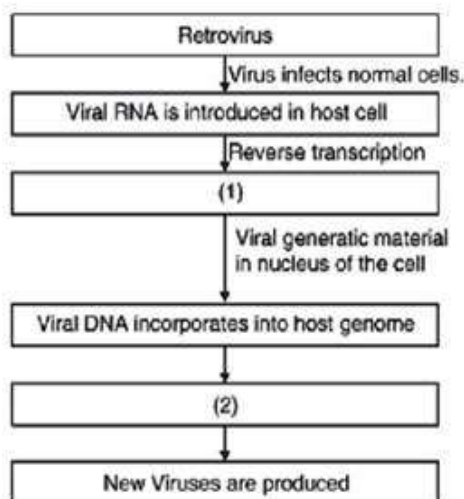 Retrovirus
Virus infects normal cells.
Viral RNA is introduced in host cell
Reverse transcription
(1)
Viral generatic material
in nucleus of the cell
Viral DNA incorporates into host genome
(2)
New Viruses are produced